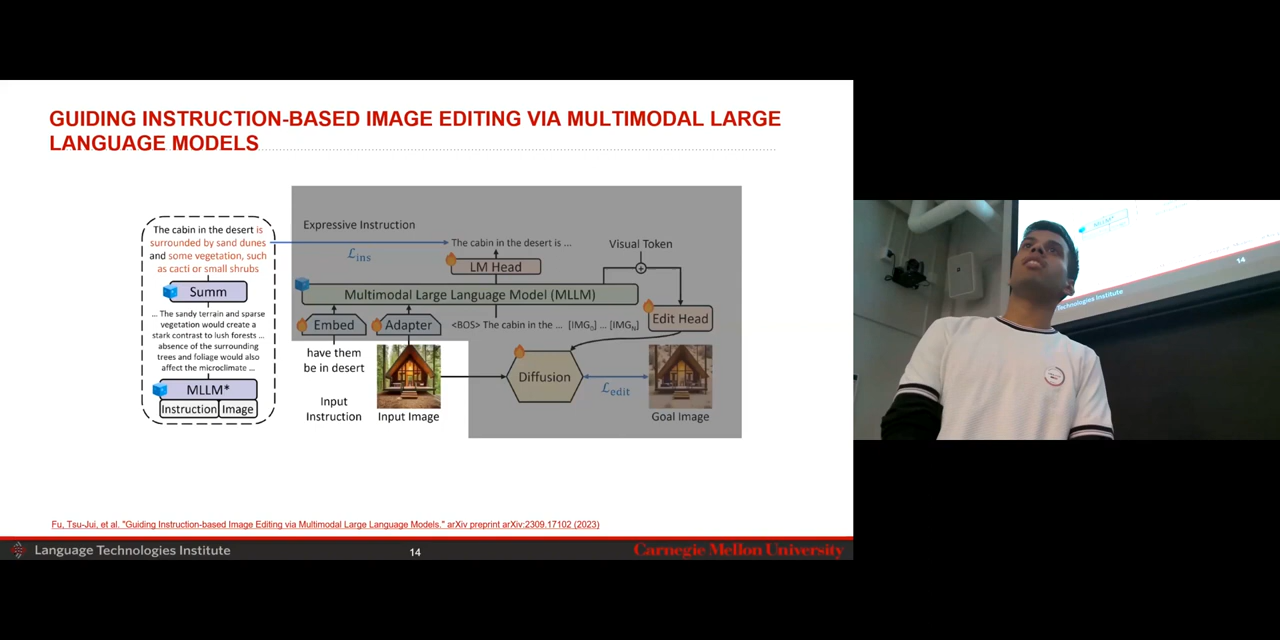 GUIDING INSTRUCTION-BASED IMAGE EDITING VIA MULTIMODAL LARGE
LANGUAGE MODELS
The cabin in the desert is
surrounded by sand dunes
and some vegetation, such
as cacti or small shrubs
Summ
... The sandy terrain and sparse
vegetation would create a
stark contrast to lush forests ...
absence of the surrounding
trees and foliage would also
affect the microclimate ...
MLLM*
Instruction Image
Expressive Instruction
ℒins
The cabin in the desert is ...
LM Head
Visual Token
Multimodal Large Language Model (MLLM)
Embed
Adapter
<BOS> The cabin in the ... [IMG0] ... [IMGN]
Edit Head
have them
be in desert
Input
Instruction
Input Image
Diffusion
ℒedit
Goal Image
Fu, Tsu-Jui, et al. "Guiding Instruction-based Image Editing via Multimodal Large Language Models." arXiv preprint arXiv:2309.17102 (2023)
Language Technologies Institute
14
Carnegie Mellon University
14
Technologies Institute